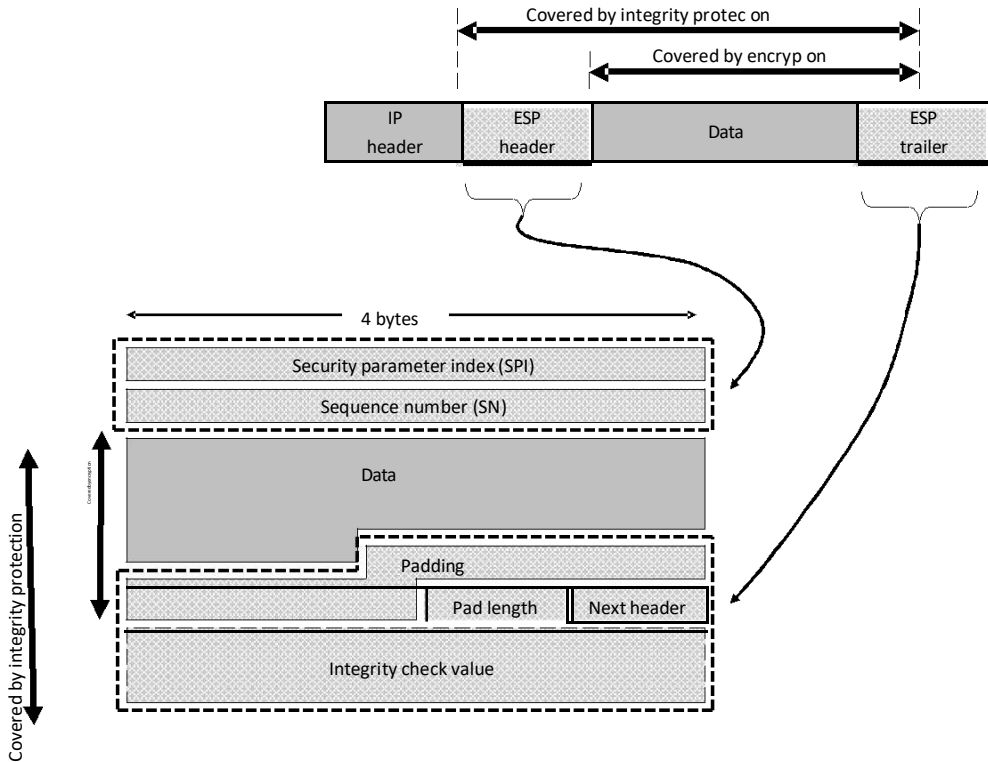 Covered by integrity protec on
Covered by encryp on
IP
header
ESP
header
Data
ESP
trailer
4 bytes
Security parameter index (SPI)
Sequence number (SN)
Data
Covered by integrity protection
Padding
Pad length
Next header
Integrity check value